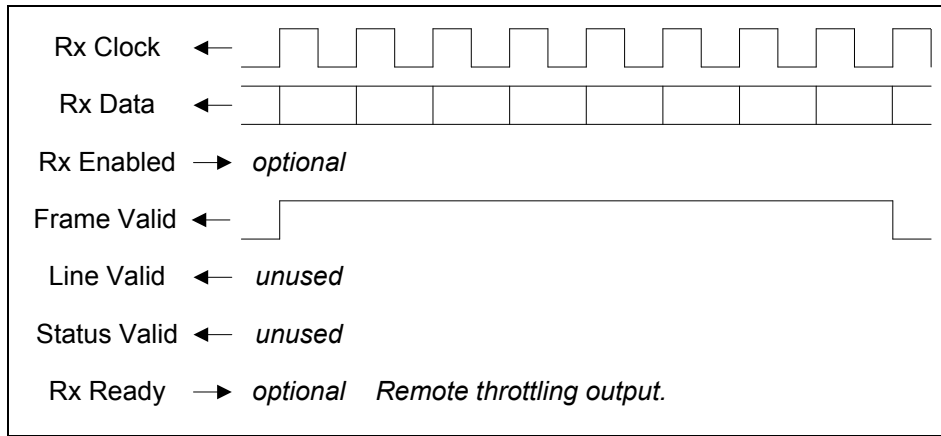 Rx Clock
Rx Data
Rx Enabled optional
Frame Valid
Line Valid unused
Status Valid unused
Rx Ready optional Remote throttling output.